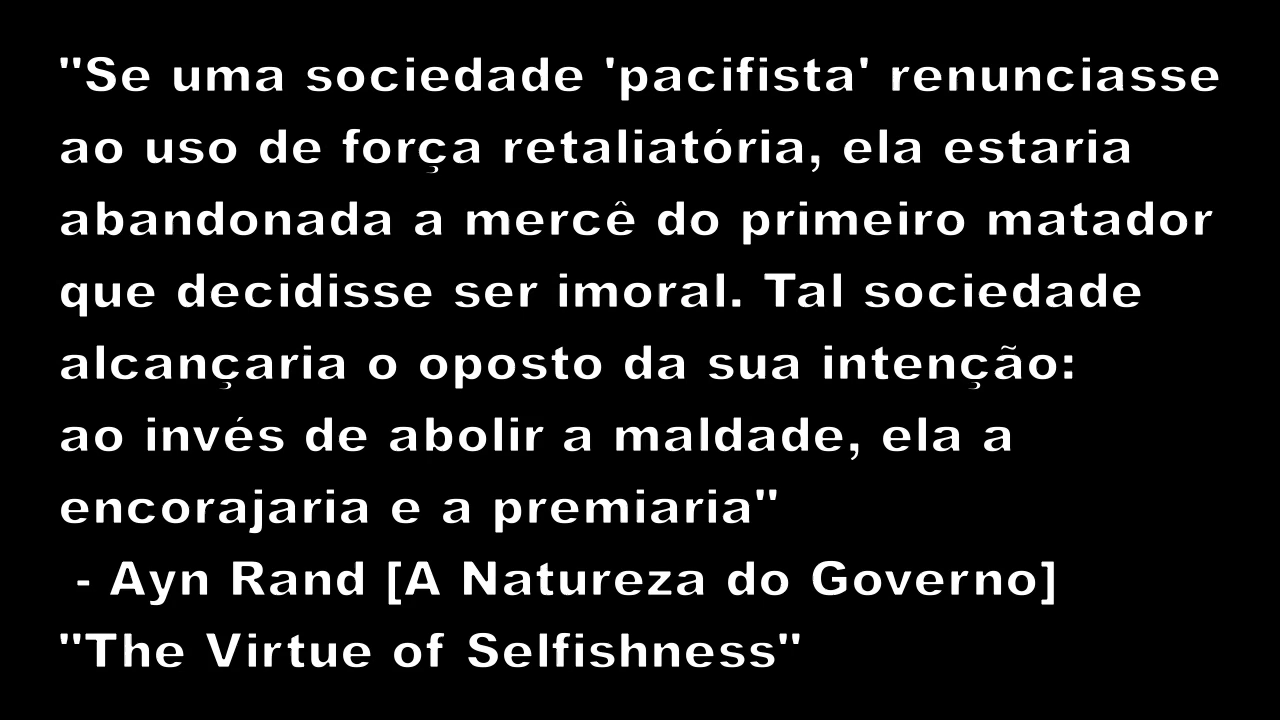 "Se uma sociedade 'pacifista' renunciasse
ao uso de força retaliatória, ela estaria
abandonada a mercê do primeiro matador
que decidisse ser imoral. Tal sociedade
alcançaria o oposto da sua intenção:
ao invés de abolir a maldade, ela a
encorajaria e a premiaria"
- Ayn Rand [A Natureza do Governo]
"The Virtue of Selfishness"